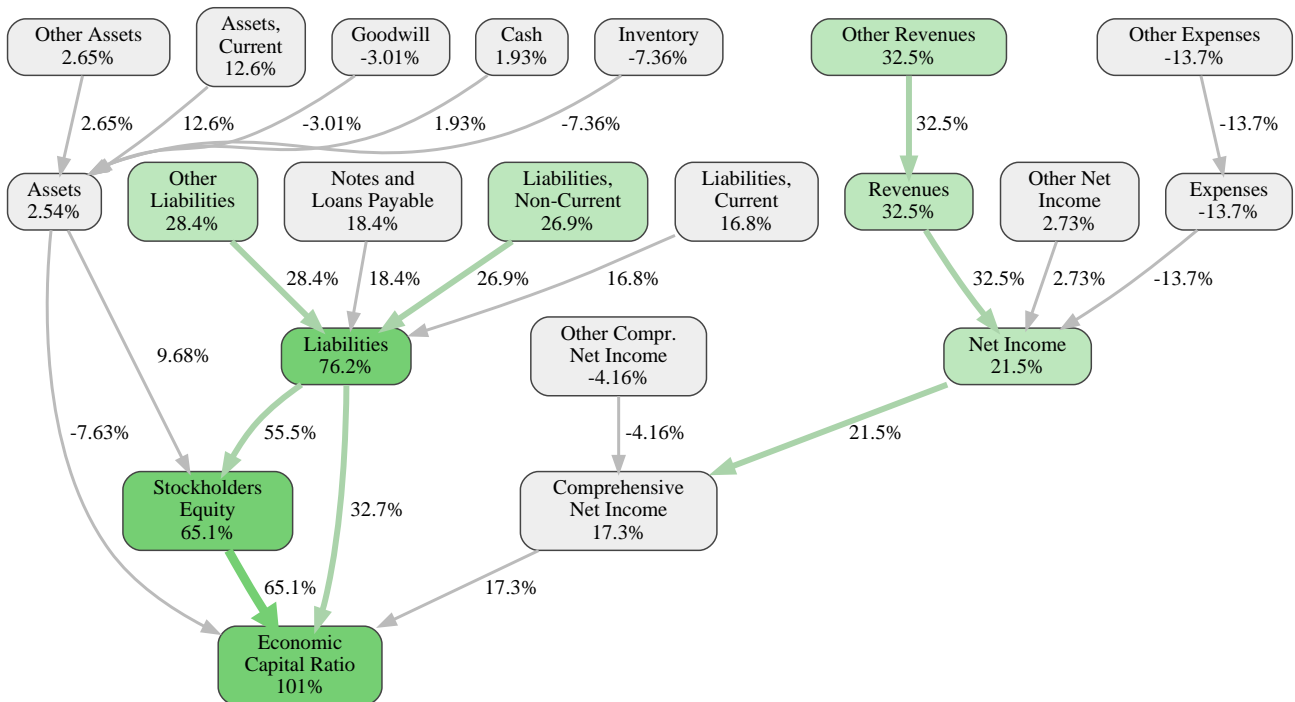 Other Assets
2.65%
Assets,
Current
12.6%
Goodwill
-3.01%
Cash
1.93%
Inventory
-7.36%
Other Revenues
32.5%
Other Expenses
-13.7%
2.65%
12.6%
-3.01%
1.93%
-7.36%
32.5%
-13.7%
Assets
2.54%
Other
Liabilities
28.4%
Notes and
Loans Payable
18.4%
Liabilities,
Non-Current
26.9%
Liabilities,
Current
16.8%
Revenues
32.5%
Other Net
Income
2.73%
Expenses
-13.7%
28.4%
18.4%
26.9%
16.8%
32.5%
2.73%
-13.7%
9.68%
Liabilities
76.2%
Other Compr.
Net Income
-4.16%
Net Income
21.5%
-7.63%
55.5%
-4.16%
21.5%
Stockholders
Equity
65.1%
32.7%
Comprehensive
Net Income
17.3%
65.1%
17.3%
Economic
Capital Ratio
101%